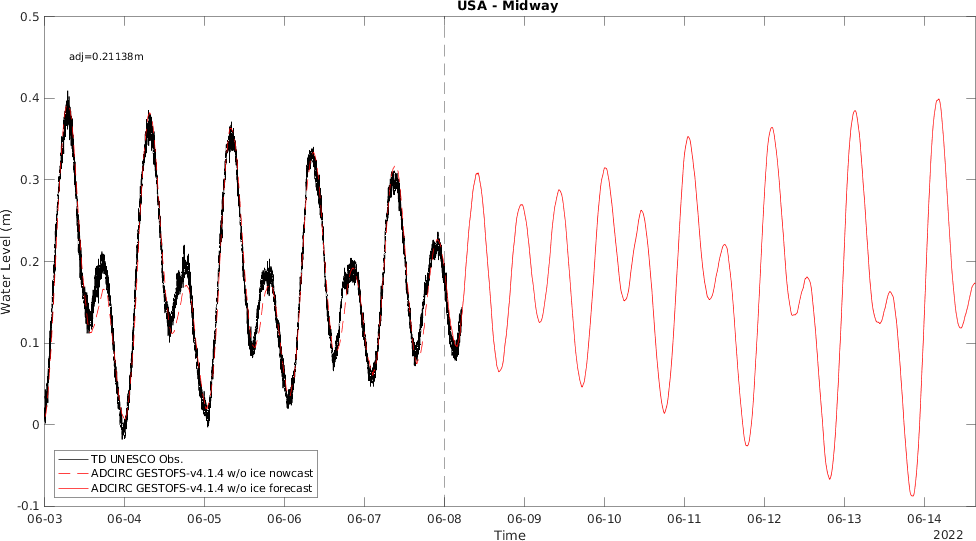 USA - Midway
0.5
adj=0.21138m
0.4
0.3
0.2
0.1
0
-0.1
Water Level (m)
TD UNESCO Obs.
ADCIRC GESTOFS-v4.1.4 w/o ice nowcast
ADCIRC GESTOFS-v4.1.4 w/o ice forecast
06-03 06-04 06-05 06-06 06-07 06-08 06-09 06-10 06-11 06-12 06-13 06-14
2022
Time